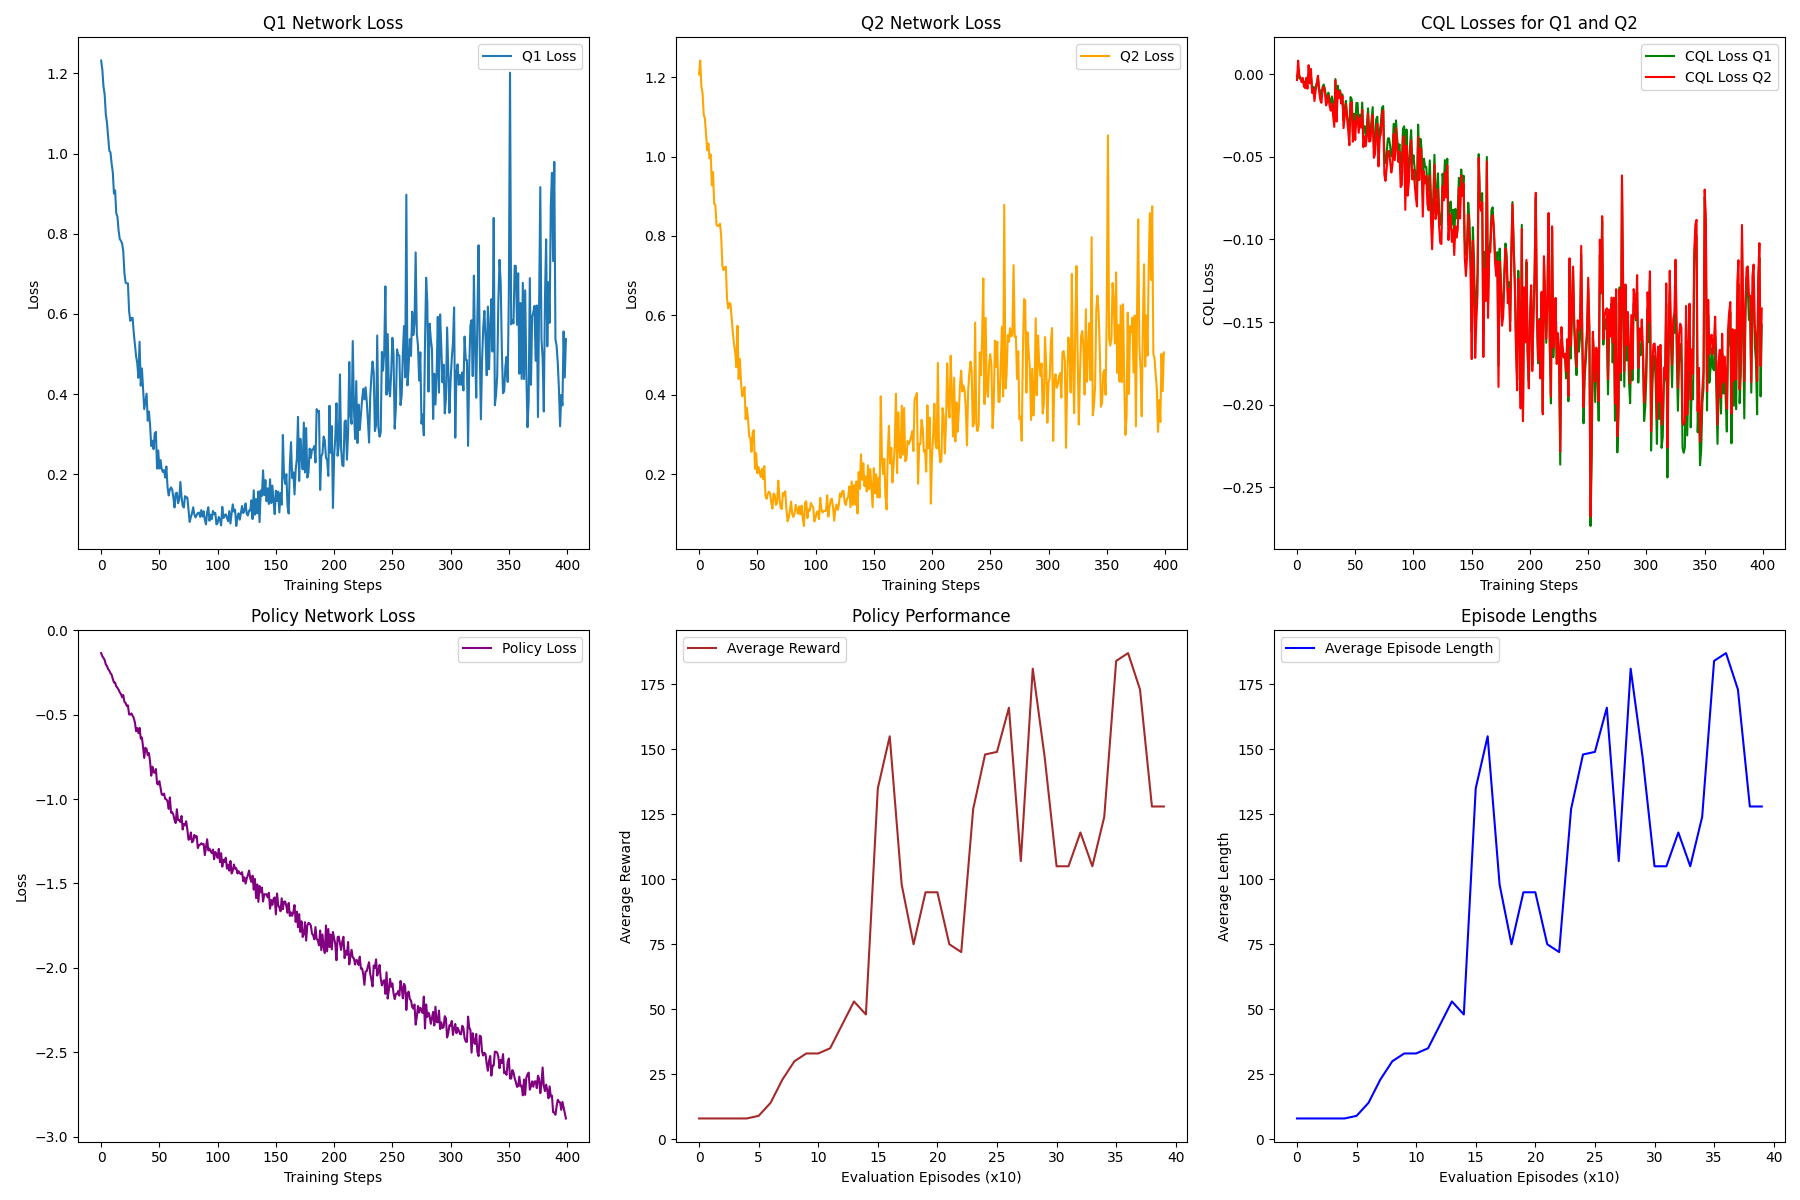 Q1 Network Loss
Q1 Loss
Loss
1.2
1.0
0.8
0.6
0.4
0.2
0 50 100 150 200 250 300 350 400
Training Steps
Q2 Network Loss
Q2 Loss
Loss
1.2
1.0
0.8
0.6
0.4
0.2
0 50 100 150 200 250 300 350 400
Training Steps
CQL Losses for Q1 and Q2
CQL Loss Q1
CQL Loss Q2
CQL Loss
0.00
−0.05
−0.10
−0.15
−0.20
−0.25
0 50 100 150 200 250 300 350 400
Training Steps
Policy Network Loss
Policy Loss
Loss
0.0
−0.5
−1.0
−1.5
−2.0
−2.5
−3.0
0 50 100 150 200 250 300 350 400
Training Steps
Policy Performance
Average Reward
Average Reward
175
150
125
100
75
50
25
0
0 5 10 15 20 25 30 35 40
Evaluation Episodes (x10)
Episode Lengths
Average Episode Length
Average Length
175
150
125
100
75
50
25
0
0 5 10 15 20 25 30 35 40
Evaluation Episodes (x10)